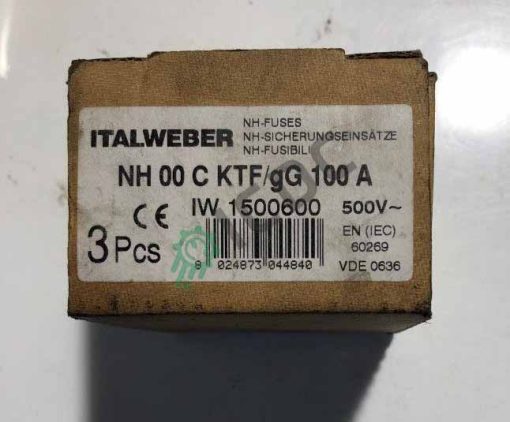 ITALWEBER
NH-FUSES
NH-SICHERUNGSEINSÄTZE
NH-FUSIBILI
NH 00 C KTF/gG 100 A
CE IW 1500600 500V~
3 Pcs
EN (IEC)
60269
8 024873 044840
VDE 0636